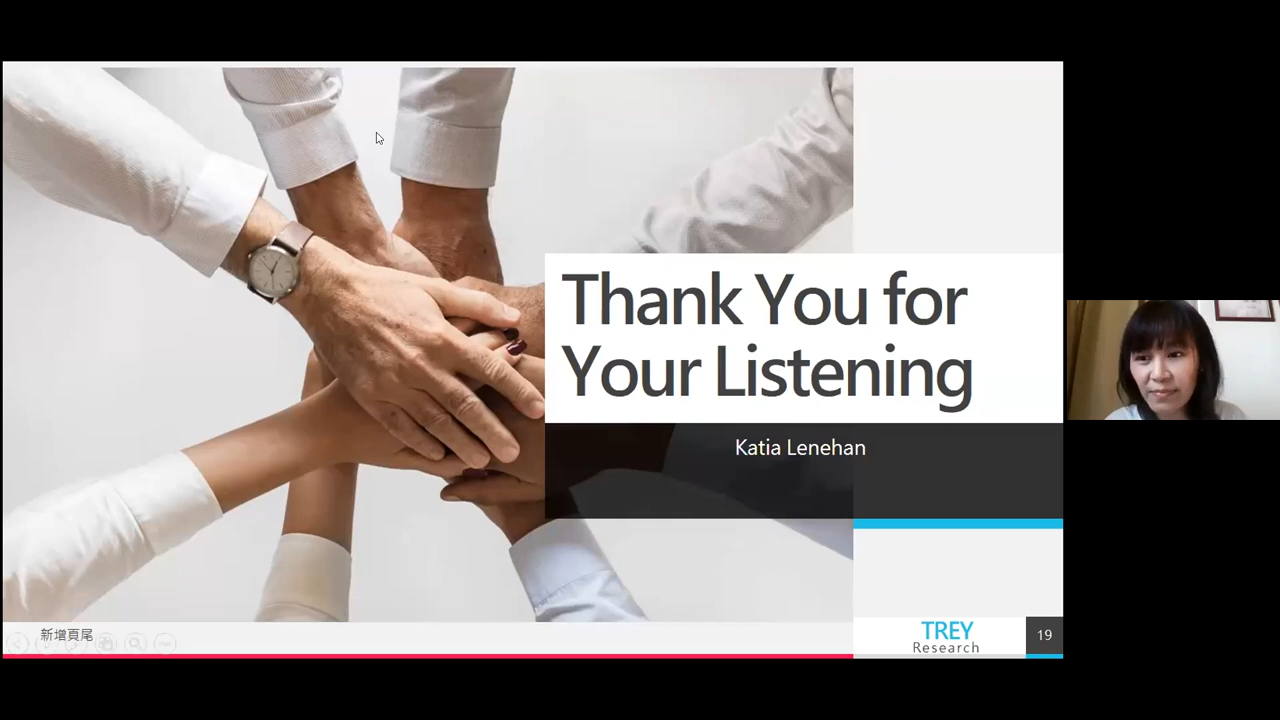 Thank You for
Your Listening
Katia Lenehan
新增頁尾
TREY
Research
19